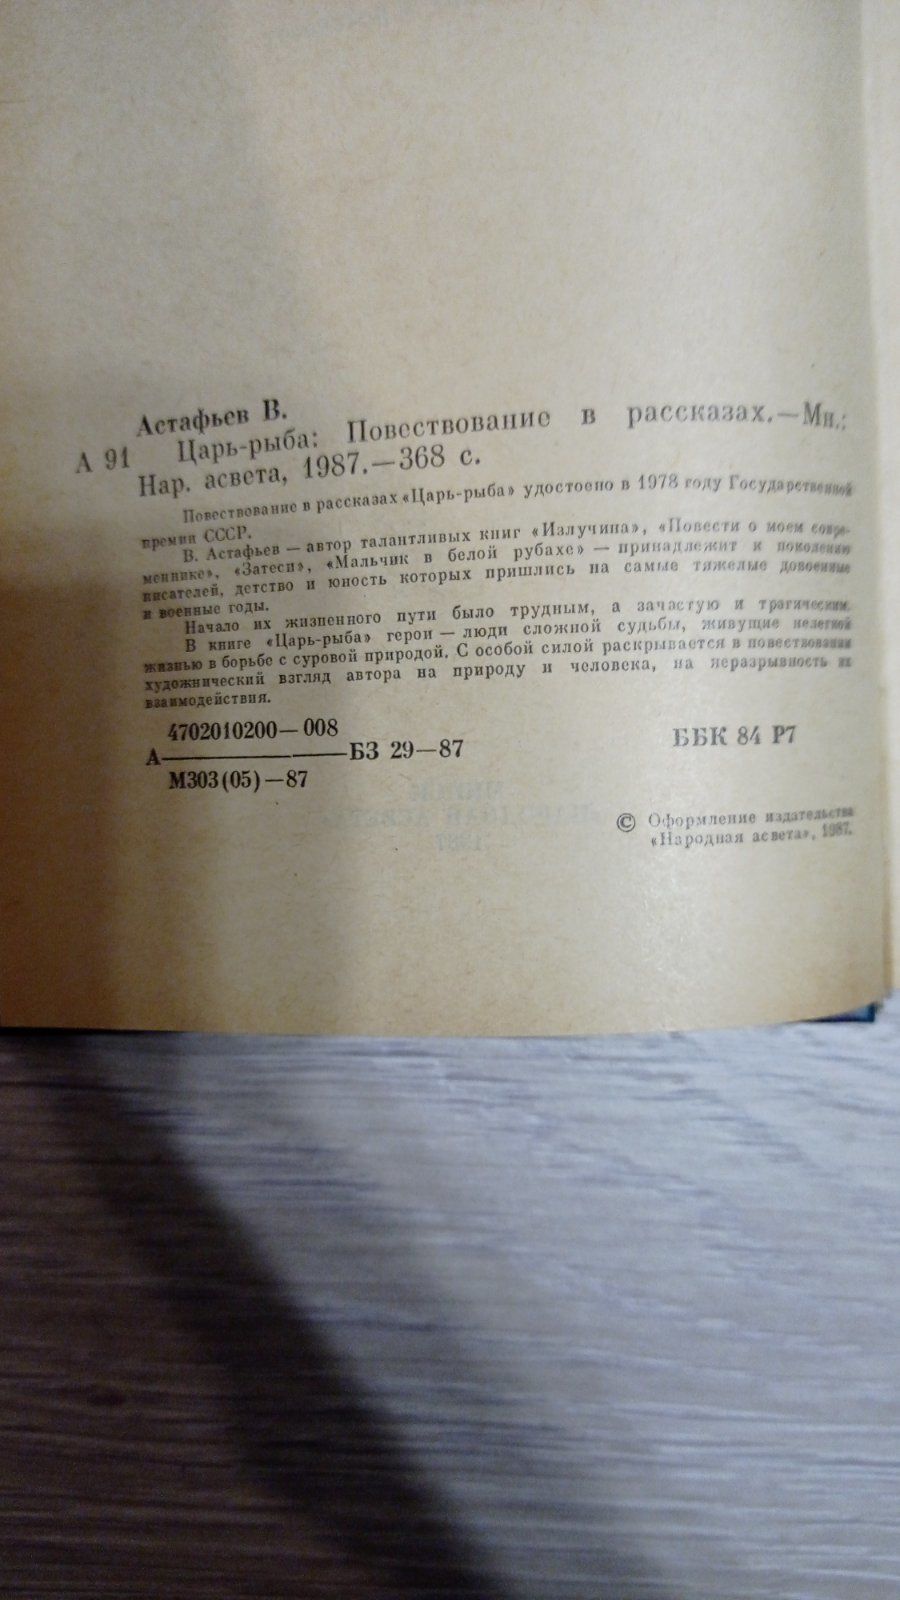 Астафьев В.
А 91 Царь-рыба: Повествование в рассказах.—Мн.:
Нар. асвета, 1987.—368 с.
Повествование в рассказах «Царь-рыба» удостоено в 1978 году Государственной
премии СССР.
В. Астафьев — автор талантливых книг «Излучина», «Повести о моем совре-
меннике», «Затеси», «Мальчик в белой рубахе» — принадлежит к поколению
писателей, детство и юность которых пришлись на самые тяжелые довоенные
и военные годы.
Начало их жизненного пути было трудным, а зачастую и трагическим.
В книге «Царь-рыба» герои — люди сложной судьбы, живущие нелегкой
жизнью в борьбе с суровой природой. С особой силой раскрывается в повествовании
художнический взгляд автора на природу и человека, на неразрывность их
взаимодействия.
4702010200—008
А—БЗ 29—87
М303(05)—87
ББК 84 Р7
© Оформление издательства
«Народная асвета», 1987.